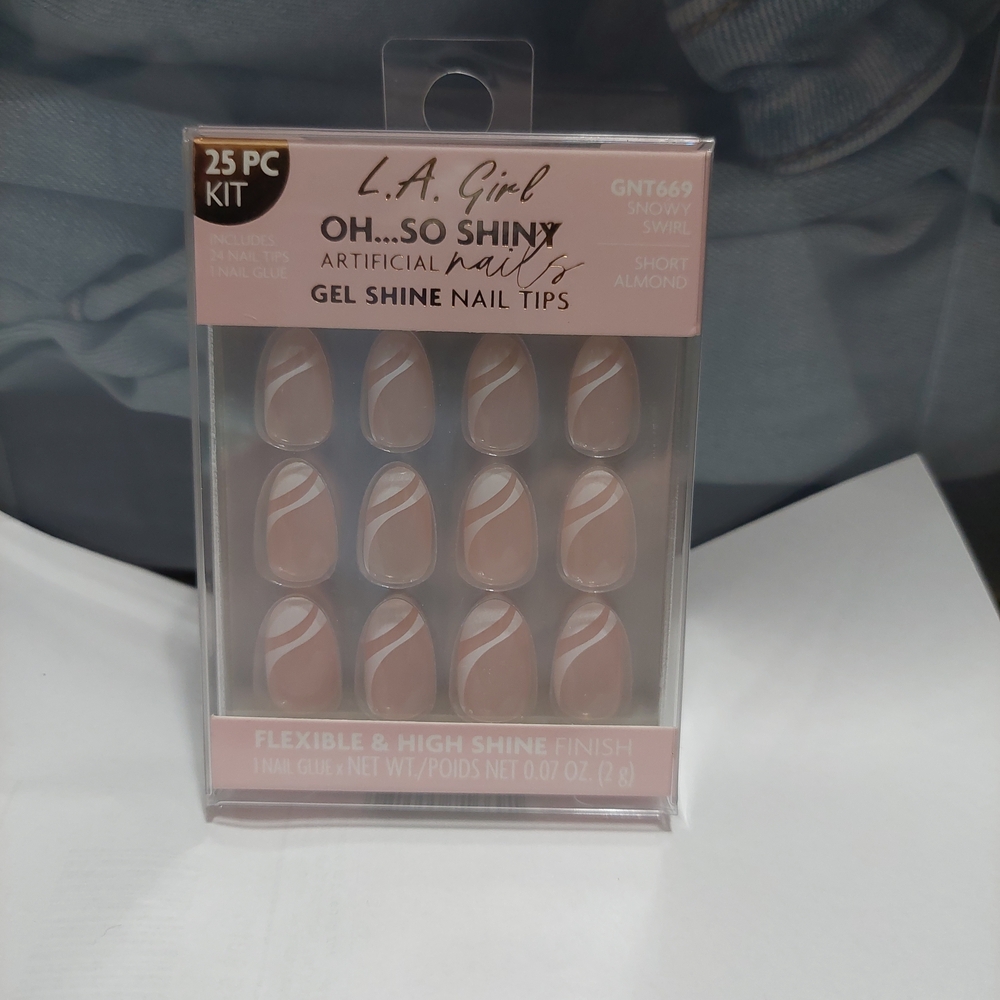 25 PC
KIT
INCLUDES:
24 NAIL TIPS
1 NAIL GLUE
L.A. Girl
OH...SO SHINY
ARTIFICIAL nails
GEL SHINE NAIL TIPS
GNT669
SNOWY
SWIRL
SHORT
ALMOND
FLEXIBLE & HIGH SHINE FINISH
1 NAIL GLUE x NET WT./POIDS NET 0.07 OZ. (2 g)